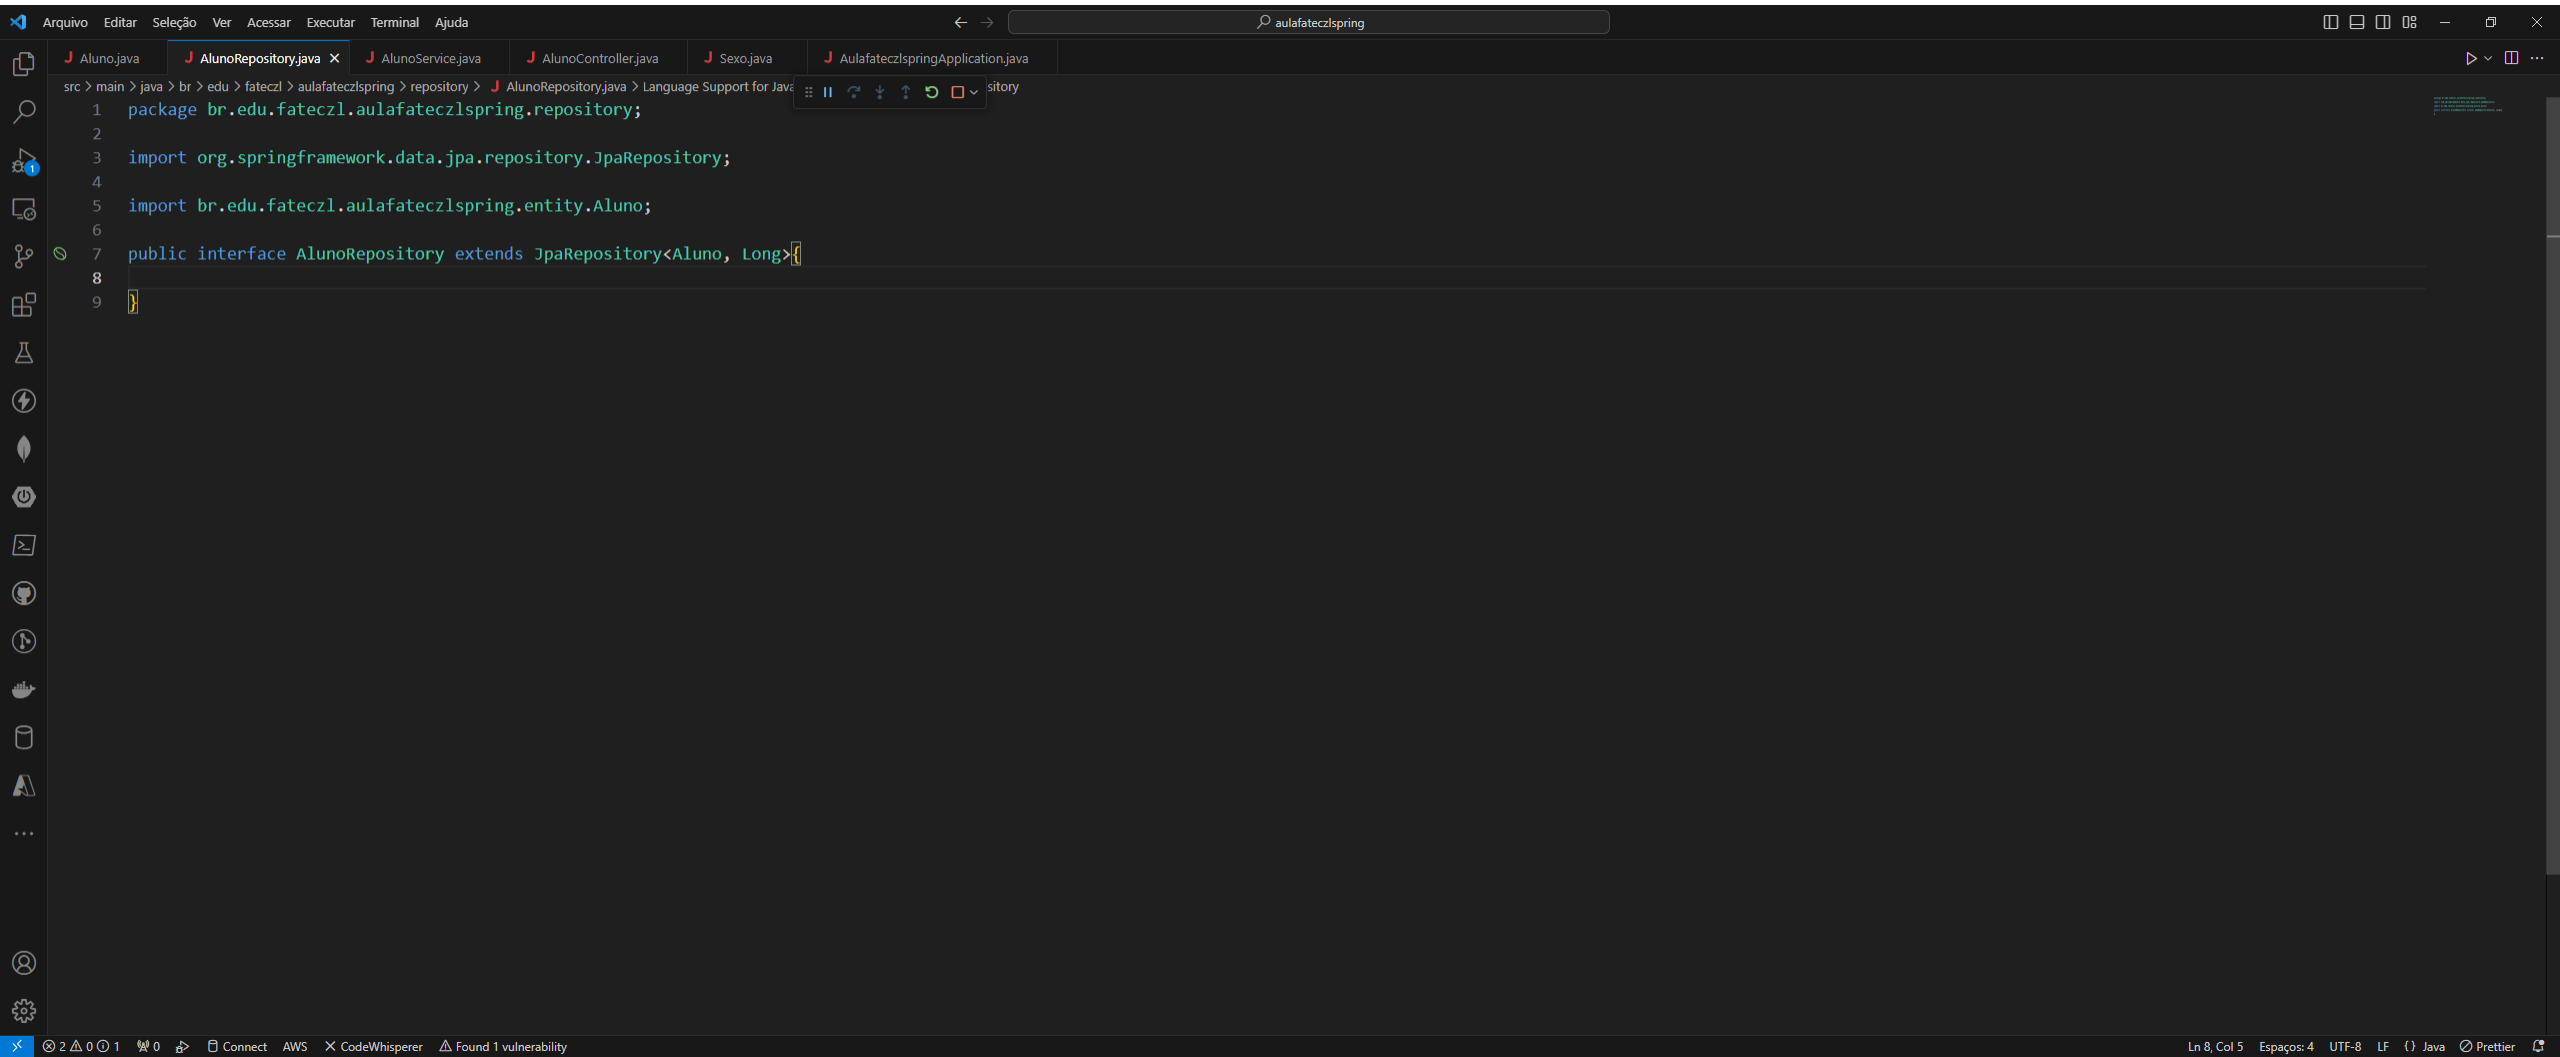 Arquivo Editar Seleção Ver Acessar Executar Terminal Ajuda
aulafateczlspring
Aluno.java
AlunoRepository.java
AlunoService.java
AlunoController.java
Sexo.java
AulafateczlspringApplication.java
src > main > java > br > edu > fateczl > aulafateczlspring > repository > J AlunoRepository.java > Language Support for Java sitory
1 package br.edu.fateczl.aulafateczlspring.repository;
2
3 import org.springframework.data.jpa.repository.JpaRepository;
4
5 import br.edu.fateczl.aulafateczlspring.entity.Aluno;
6
7 public interface AlunoRepository extends JpaRepository<Aluno, Long>{
8
9 }
1
2 0 1 0 Connect AWS CodeWhisperer Found 1 vulnerability
Ln 8, Col 5 Espaços: 4 UTF-8 LF {} Java Prettier